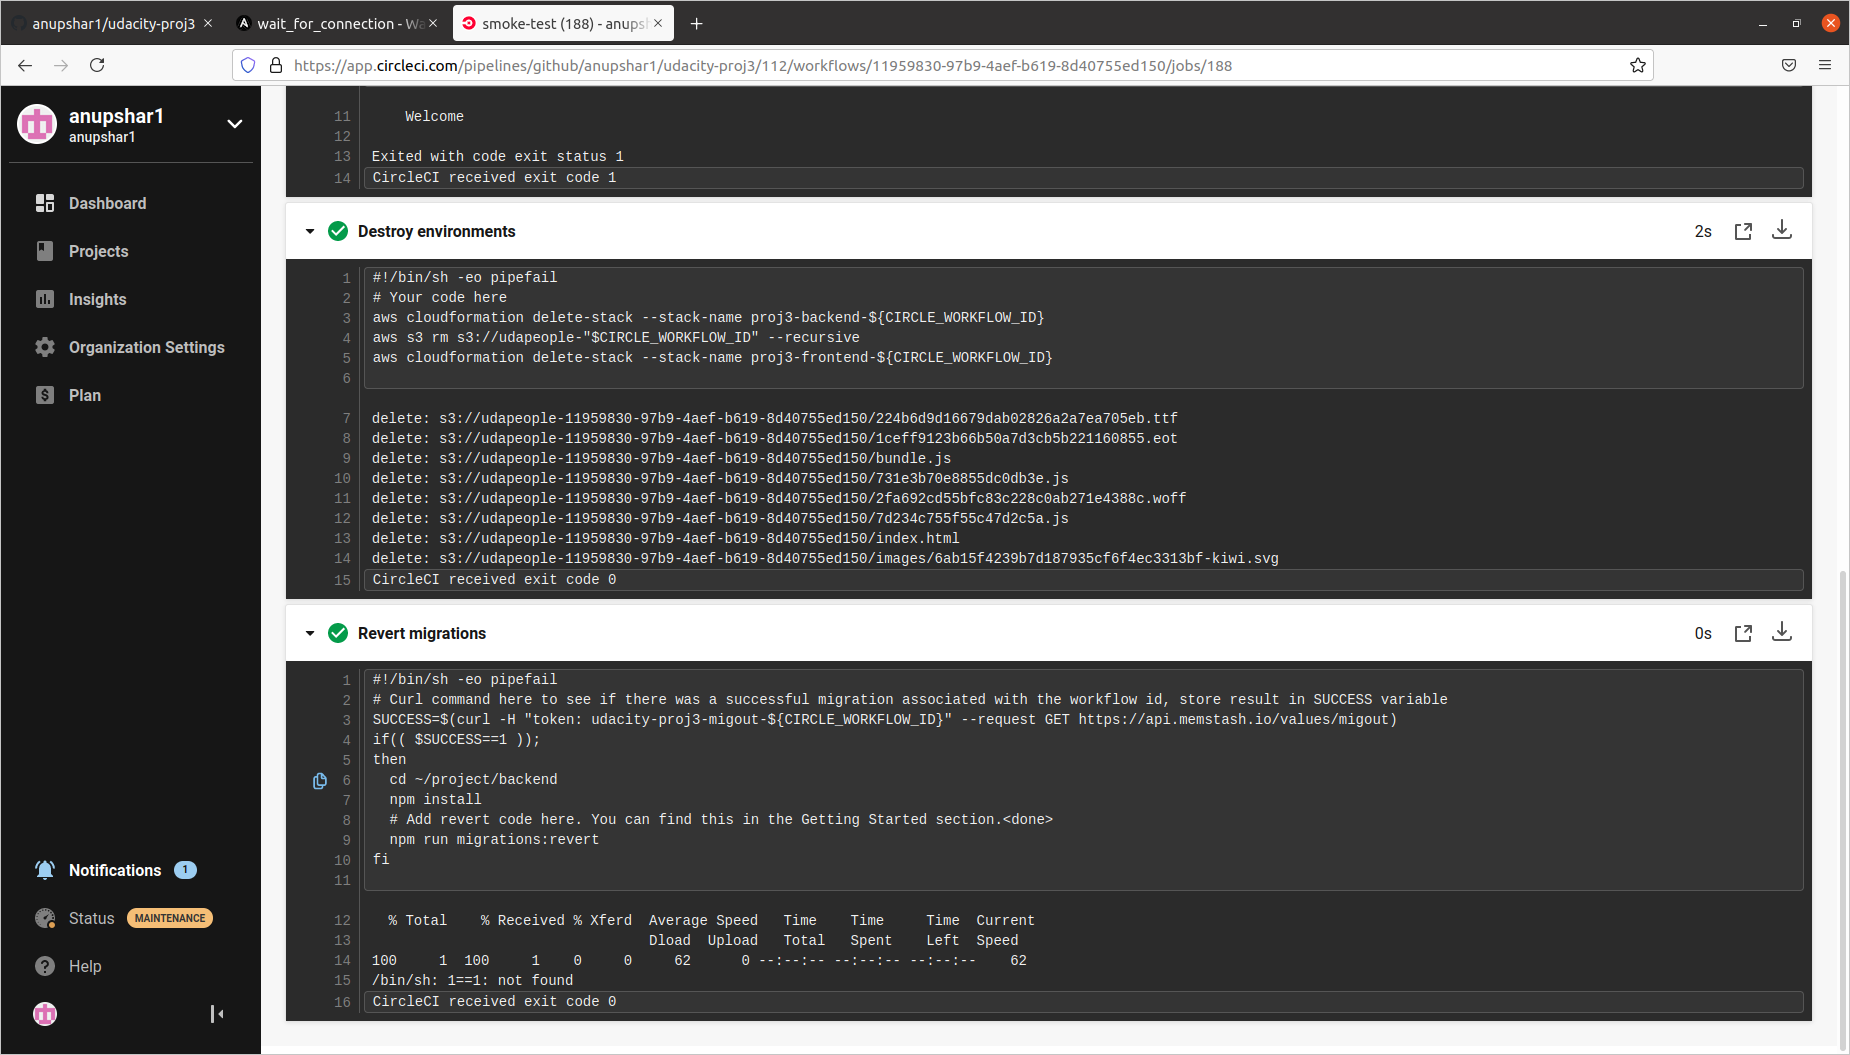 anupshar1/udacity-proj3
wait_for_connection - Wa
smoke-test (188) - anupsh
https://app.circleci.com/pipelines/github/anupshar1/udacity-proj3/112/workflows/11959830-97b9-4aef-b619-8d40755ed150/jobs/188
anupshar1
anupshar1
Dashboard
Projects
Insights
Organization Settings
Plan
Notifications 1
Status MAINTENANCE
Help
11 Welcome
12
13 Exited with code exit status 1
14 CircleCI received exit code 1
Destroy environments 2s
1 #!/bin/sh -eo pipefail
2 # Your code here
3 aws cloudformation delete-stack --stack-name proj3-backend-${CIRCLE_WORKFLOW_ID}
4 aws s3 rm s3://udapeople-"$CIRCLE_WORKFLOW_ID" --recursive
5 aws cloudformation delete-stack --stack-name proj3-frontend-${CIRCLE_WORKFLOW_ID}
6
7 delete: s3://udapeople-11959830-97b9-4aef-b619-8d40755ed150/224b6d9d16679dab02826a2a7ea705eb.ttf
8 delete: s3://udapeople-11959830-97b9-4aef-b619-8d40755ed150/1ceff9123b66b50a7d3cb5b221160855.eot
9 delete: s3://udapeople-11959830-97b9-4aef-b619-8d40755ed150/bundle.js
10 delete: s3://udapeople-11959830-97b9-4aef-b619-8d40755ed150/731e3b70e8855dc0db3e.js
11 delete: s3://udapeople-11959830-97b9-4aef-b619-8d40755ed150/2fa692cd55bfc83c228c0ab271e4388c.woff
12 delete: s3://udapeople-11959830-97b9-4aef-b619-8d40755ed150/7d234c755f55c47d2c5a.js
13 delete: s3://udapeople-11959830-97b9-4aef-b619-8d40755ed150/index.html
14 delete: s3://udapeople-11959830-97b9-4aef-b619-8d40755ed150/images/6ab15f4239b7d187935cf6f4ec3313bf-kiwi.svg
15 CircleCI received exit code 0
Revert migrations 0s
1 #!/bin/sh -eo pipefail
2 # Curl command here to see if there was a successful migration associated with the workflow id, store result in SUCCESS variable
3 SUCCESS=$(curl -H "token: udacity-proj3-migout-${CIRCLE_WORKFLOW_ID}" --request GET https://api.memstash.io/values/migout)
4 if(( $SUCCESS==1 ));
5 then
6 cd ~/project/backend
7 npm install
8 # Add revert code here. You can find this in the Getting Started section.<done>
9 npm run migrations:revert
10 fi
11
12 % Total % Received % Xferd Average Speed Time Time Time Current
13 Dload Upload Total Spent Left Speed
14 100 1 100 1 0 0 62 0 --:--:-- --:--:-- --:--:-- 62
15 /bin/sh: 1==1: not found
16 CircleCI received exit code 0